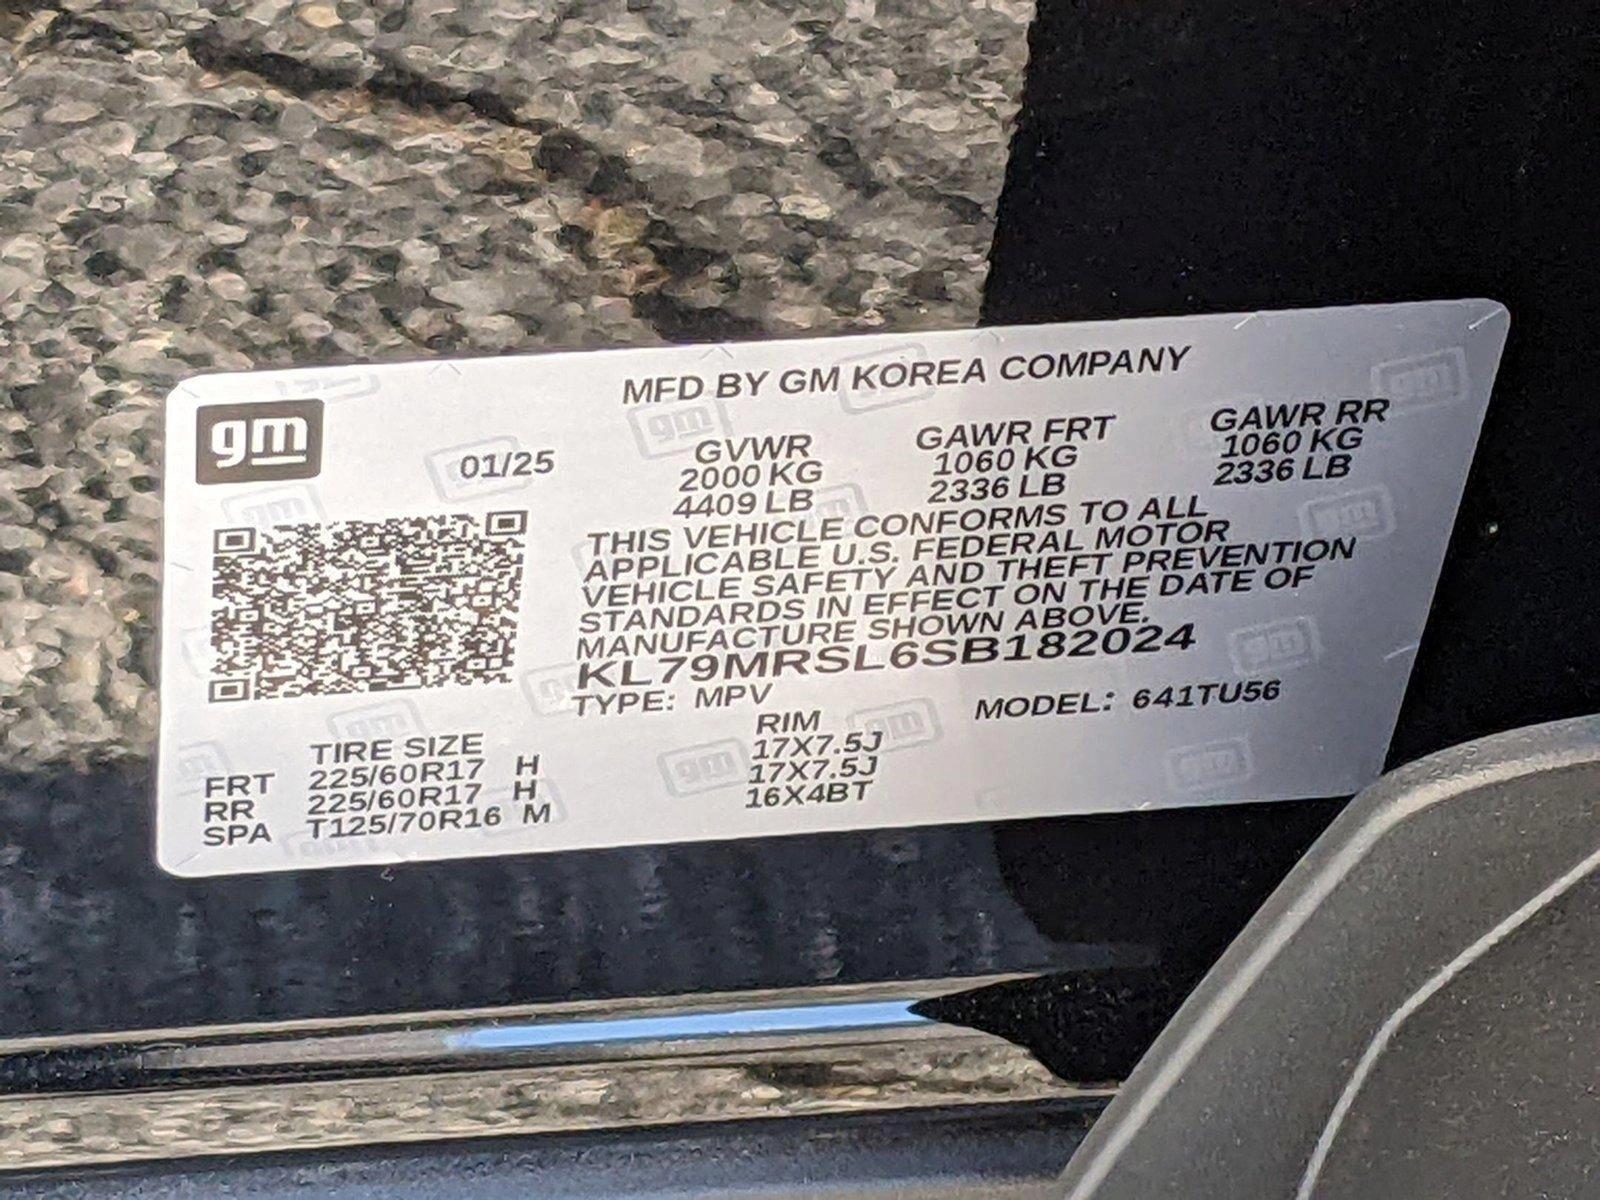 MFD BY GM KOREA COMPANY
gm
01/25
GVWR GAWR FRT GAWR RR
2000 KG 1060 KG 1060 KG
4409 LB 2336 LB 2336 LB
THIS VEHICLE CONFORMS TO ALL
APPLICABLE U.S. FEDERAL MOTOR
VEHICLE SAFETY AND THEFT PREVENTION
STANDARDS IN EFFECT ON THE DATE OF
MANUFACTURE SHOWN ABOVE.
KL79MRSL6SB182024
TYPE: MPV MODEL: 641TU56
TIRE SIZE RIM
FRT 225/60R17 H 17X7.5J
RR 225/60R17 H 17X7.5J
SPA T125/70R16 M 16X4BT